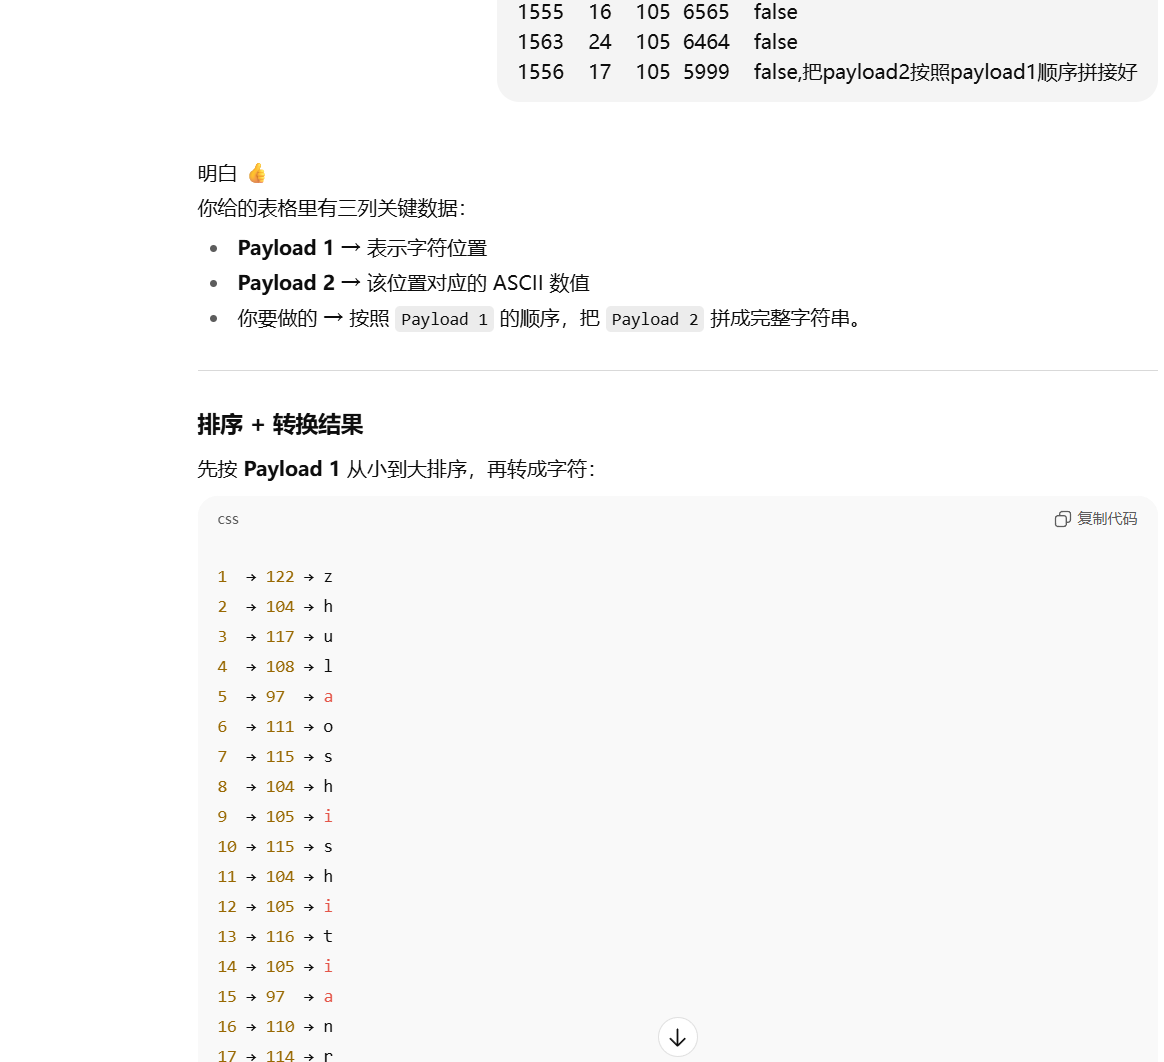 1555 16 105 6565 false
1563 24 105 6464 false
1556 17 105 5999 false,把payload2按照payload1顺序拼接好
明白 👍
你给的表格里有三列关键数据：
• Payload 1 → 表示字符位置
• Payload 2 → 该位置对应的 ASCII 数值
• 你要做的 → 按照 Payload 1 的顺序，把 Payload 2 拼成完整字符串。
排序 + 转换结果
先按 Payload 1 从小到大排序，再转成字符：
css 复制代码
1 → 122 → z
2 → 104 → h
3 → 117 → u
4 → 108 → l
5 → 97 → a
6 → 111 → o
7 → 115 → s
8 → 104 → h
9 → 105 → i
10 → 115 → s
11 → 104 → h
12 → 105 → i
13 → 116 → t
14 → 105 → i
15 → 97 → a
16 → 110 → n
17 → 114 → r